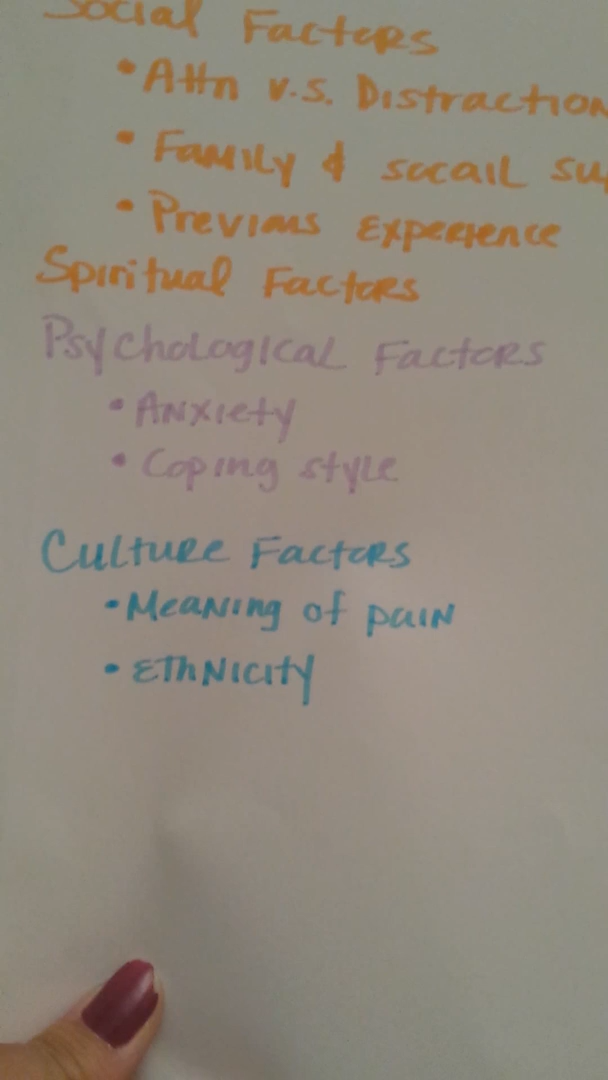 Social Factors
• Attn v.s. Distraction
• Family & socail
• Previous Experience
Spiritual Factors
Psychological Factors
• Anxiety
• Coping style
Culture Factors
• Meaning of pain
• Ethnicity